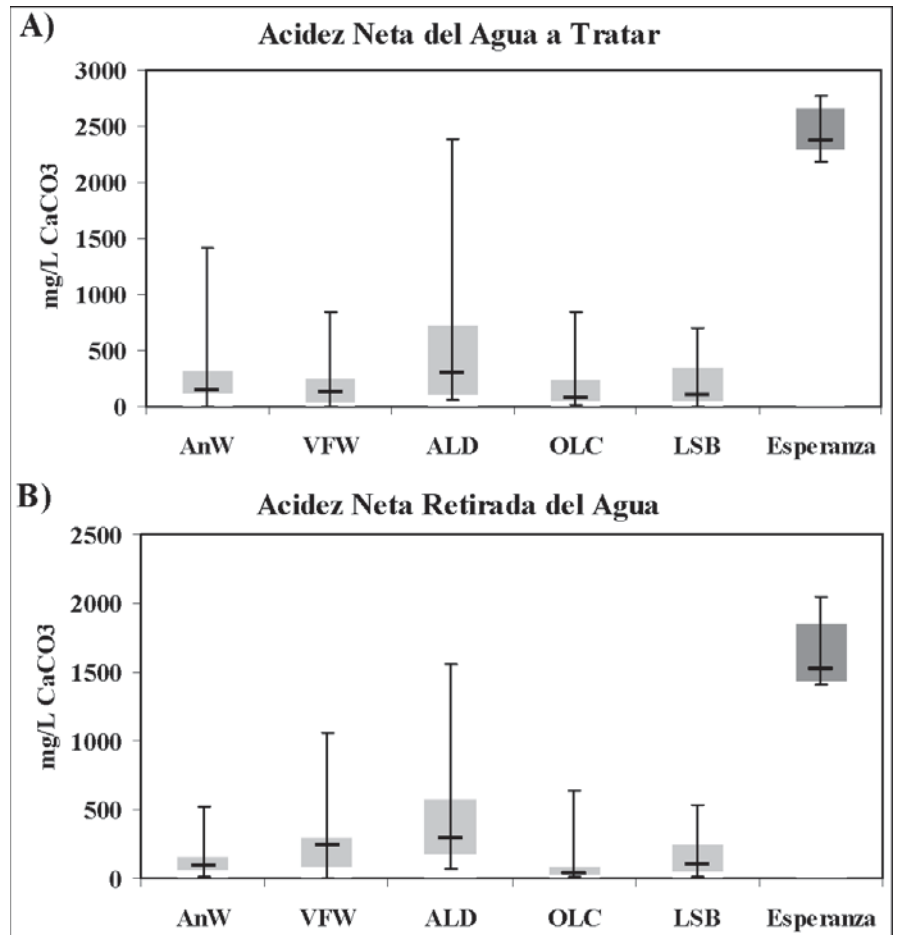 A)
Acidez Neta del Agua a Tratar
3000
2500
2000
1500
1000
500
0
mg/L CaCO3
AnW VFW ALD OLC LSB Esperanza
B)
Acidez Neta Retirada del Agua
2500
2000
1500
1000
500
0
mg/L CaCO3
AnW VFW ALD OLC LSB Esperanza